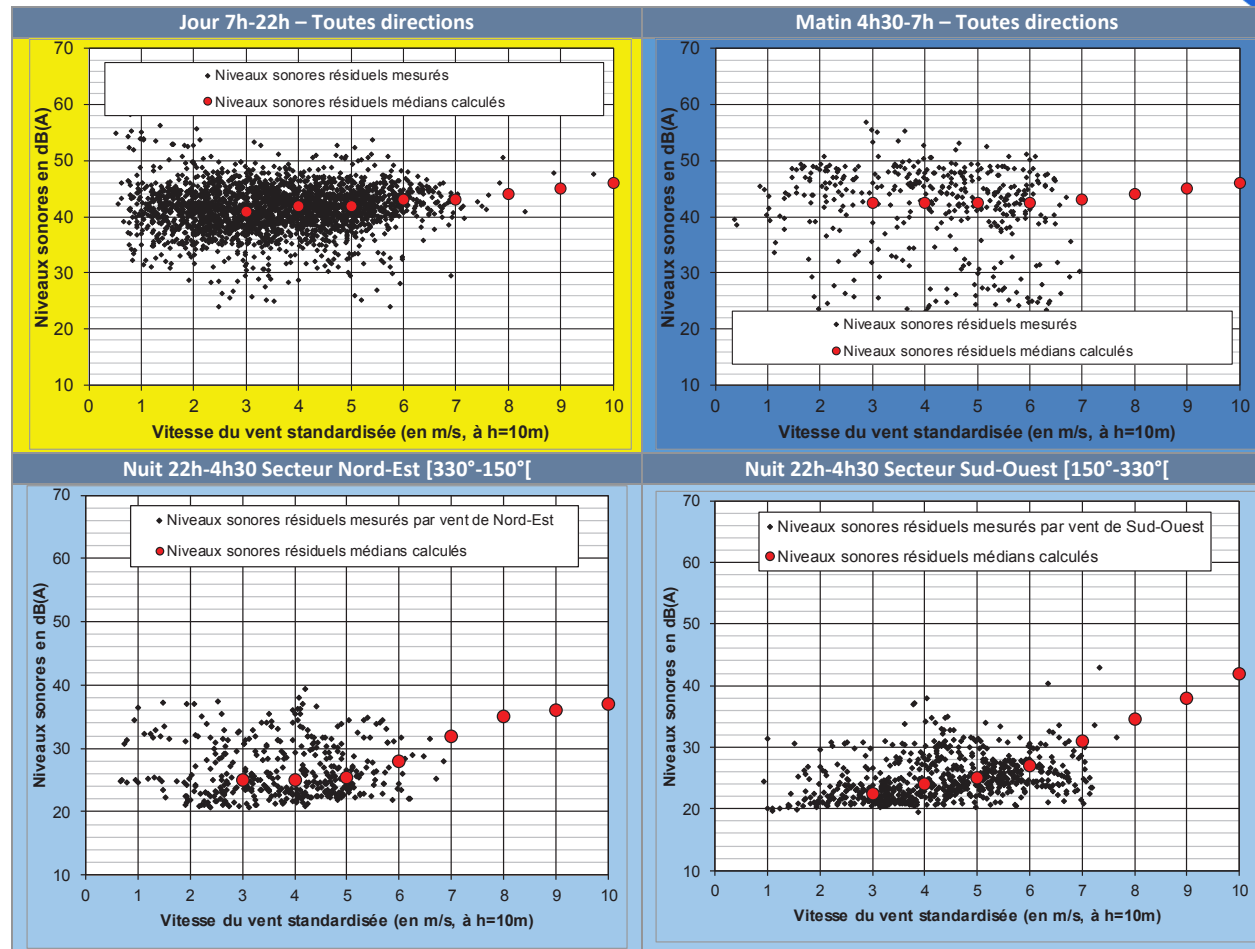 Jour 7h-22h – Toutes directions
70
60
50
40
30
20
10
Niveaux sonores en dB(A)
Niveaux sonores résiduels mesurés
Niveaux sonores résiduels médians calculés
0 1 2 3 4 5 6 7 8 9 10
Vitesse du vent standardisée (en m/s, à h=10m)
Matin 4h30-7h – Toutes directions
70
60
50
40
30
20
10
Niveaux sonores en dB(A)
Niveaux sonores résiduels mesurés
Niveaux sonores résiduels médians calculés
0 1 2 3 4 5 6 7 8 9 10
Vitesse du vent standardisée (en m/s, à h=10m)
Nuit 22h-4h30 Secteur Nord-Est [330°-150°[
70
60
50
40
30
20
10
Niveaux sonores en dB(A)
Niveaux sonores résiduels mesurés par vent de Nord-Est
Niveaux sonores résiduels médians calculés
0 1 2 3 4 5 6 7 8 9 10
Vitesse du vent standardisée (en m/s, à h=10m)
Nuit 22h-4h30 Secteur Sud-Ouest [150°-330°[
70
60
50
40
30
20
10
Niveaux sonores en dB(A)
Niveaux sonores résiduels mesurés par vent de Sud-Ouest
Niveaux sonores résiduels médians calculés
0 1 2 3 4 5 6 7 8 9 10
Vitesse du vent standardisée (en m/s, à h=10m)